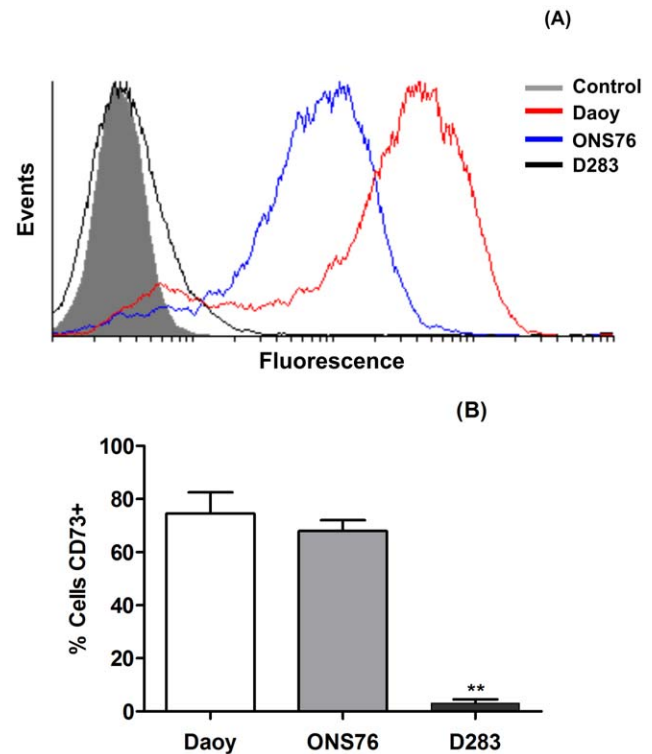 (A)
Control
Daoy
ONS76
D283
Events
Fluorescence
(B)
% Cells CD73+
100
80
60
40
20
0
**
Daoy ONS76 D283